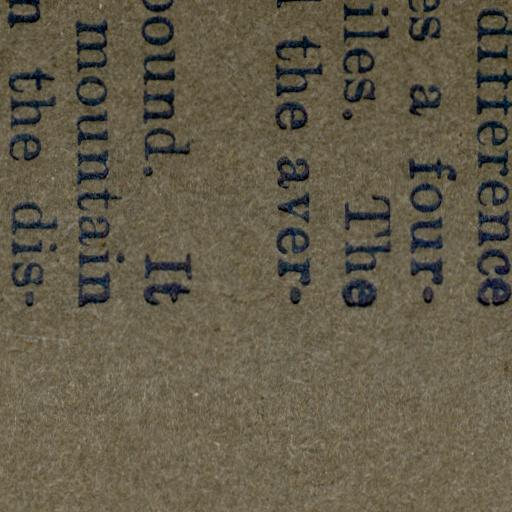 difference
es a four-
iles. The
the aver-
ound. It
mountain
n the dis-